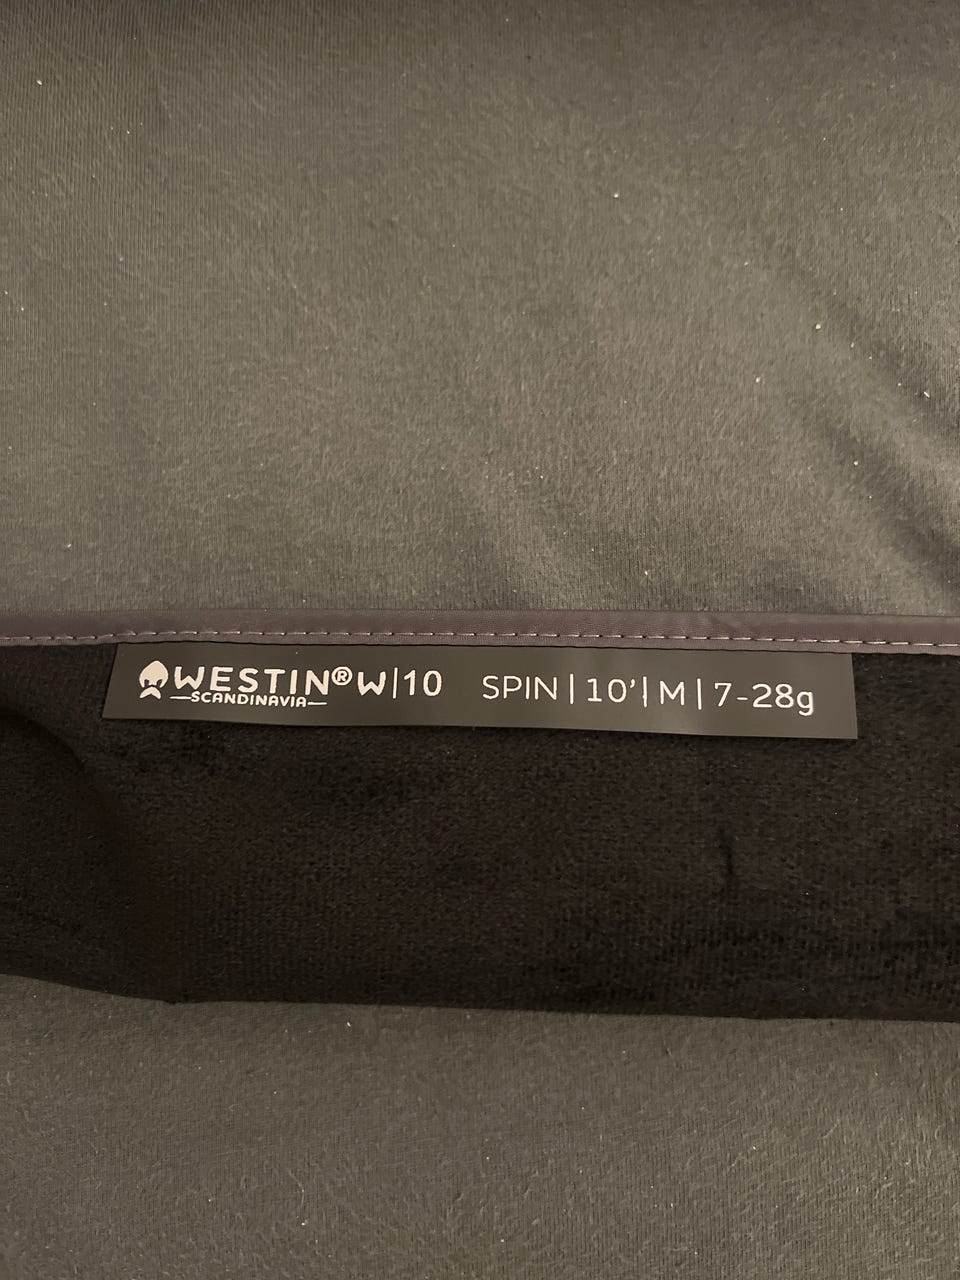 WESTIN® W|10 SPIN | 10' | M | 7-28g
SCANDINAVIA